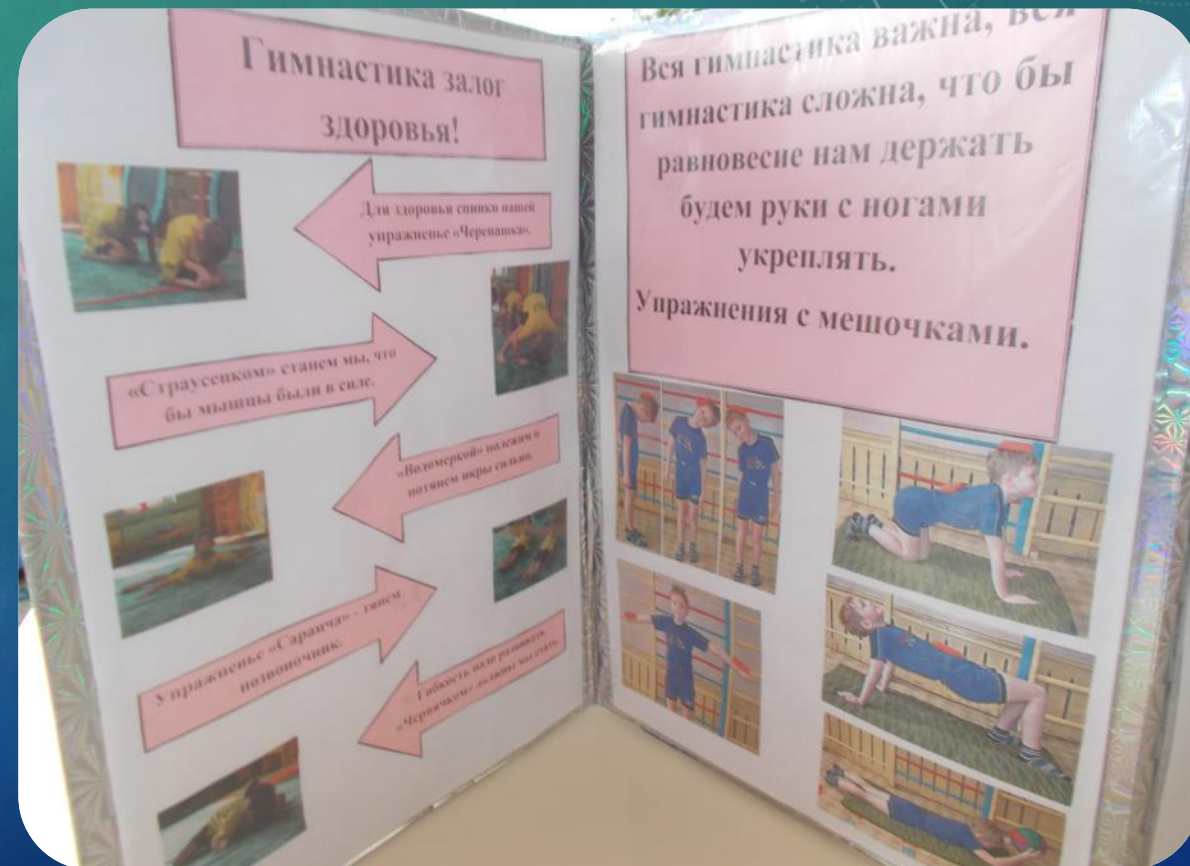 Гимнастика залог
здоровья!
Для здоровья спинки нашей
упражненье «Черепашка».
«Страусенком» станем мы, что
бы мышцы были в силе.
«Водомеркой» полежим и
потянем икры сильно.
Упражненье «Саранча» - тянем
позвоночник.
Гибкость надо развивать
«Червячком» должны мы стать.
Вся гимнастика важна, вся
гимнастика сложна, что бы
равновесие нам держать
будем руки с ногами
укреплять.
Упражнения с мешочками.